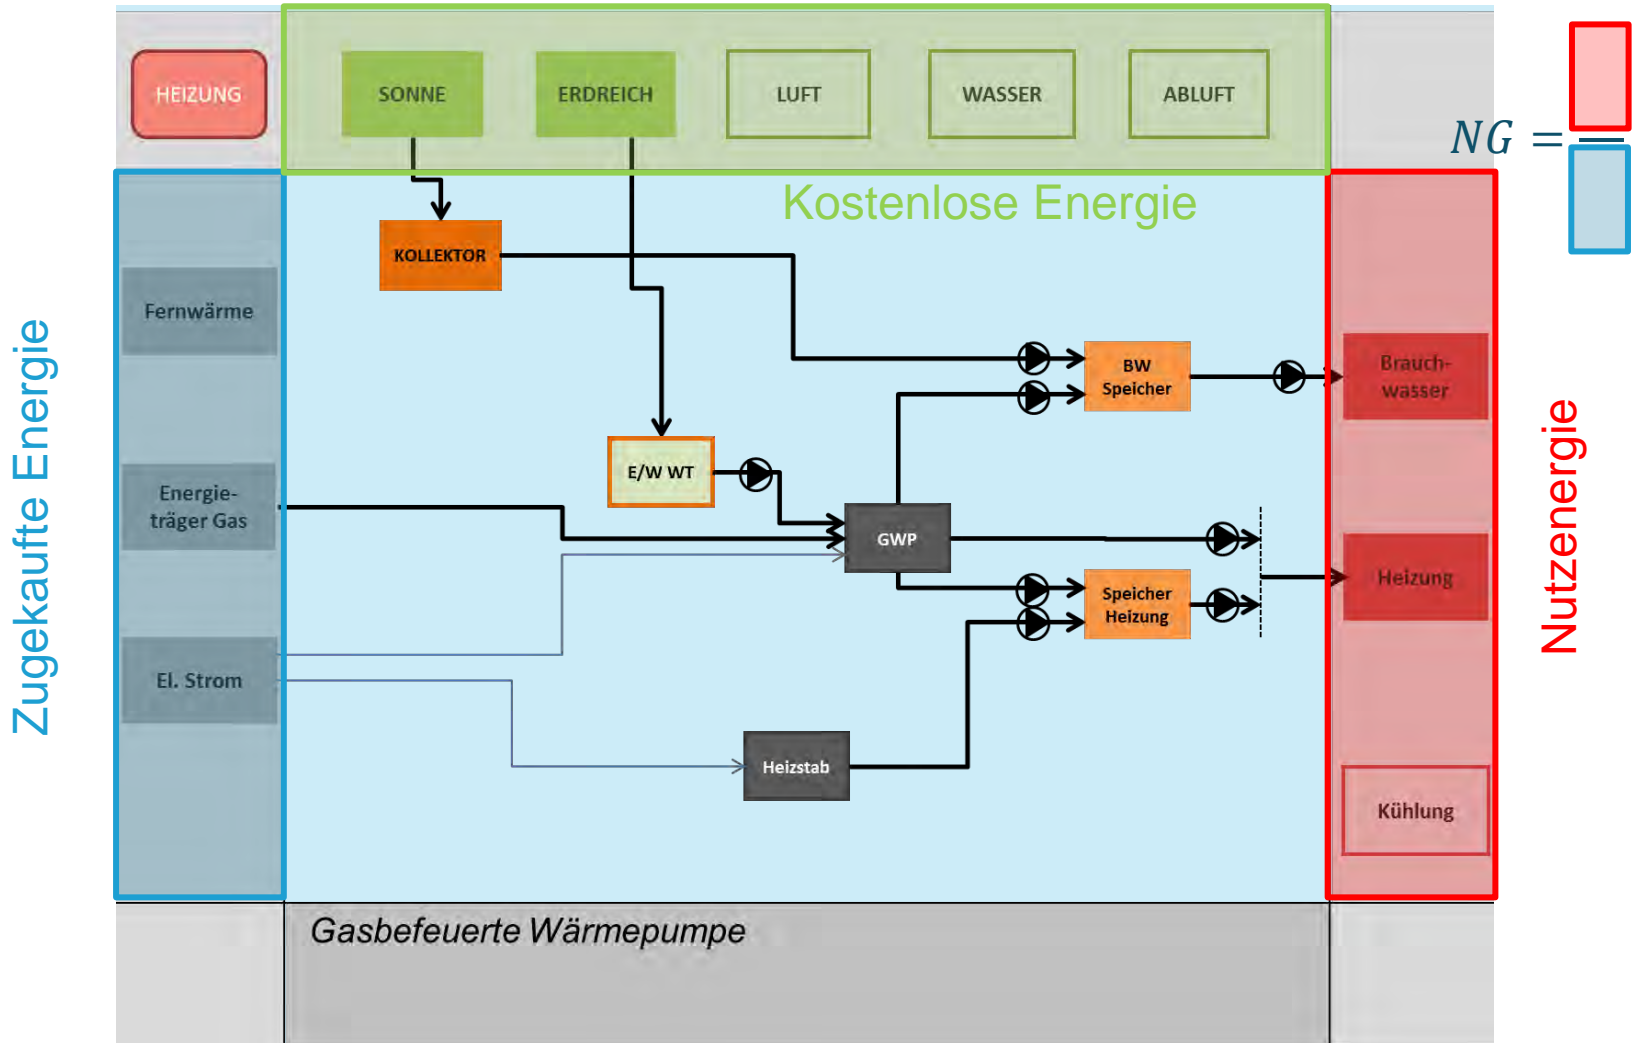 HEIZUNG
SONNE
ERDREICH
LUFT
WASSER
ABLUFT
NG =
Kostenlose Energie
KOLLEKTOR
Zugekaufte Energie
Fernwärme
BW
Speicher
Brauch-
wasser
E/W WT
Energie-
träger Gas
GWP
Nutzenergie
Speicher
Heizung
Heizung
El. Strom
Heizstab
Kühlung
Gasbefeuerte Wärmepumpe